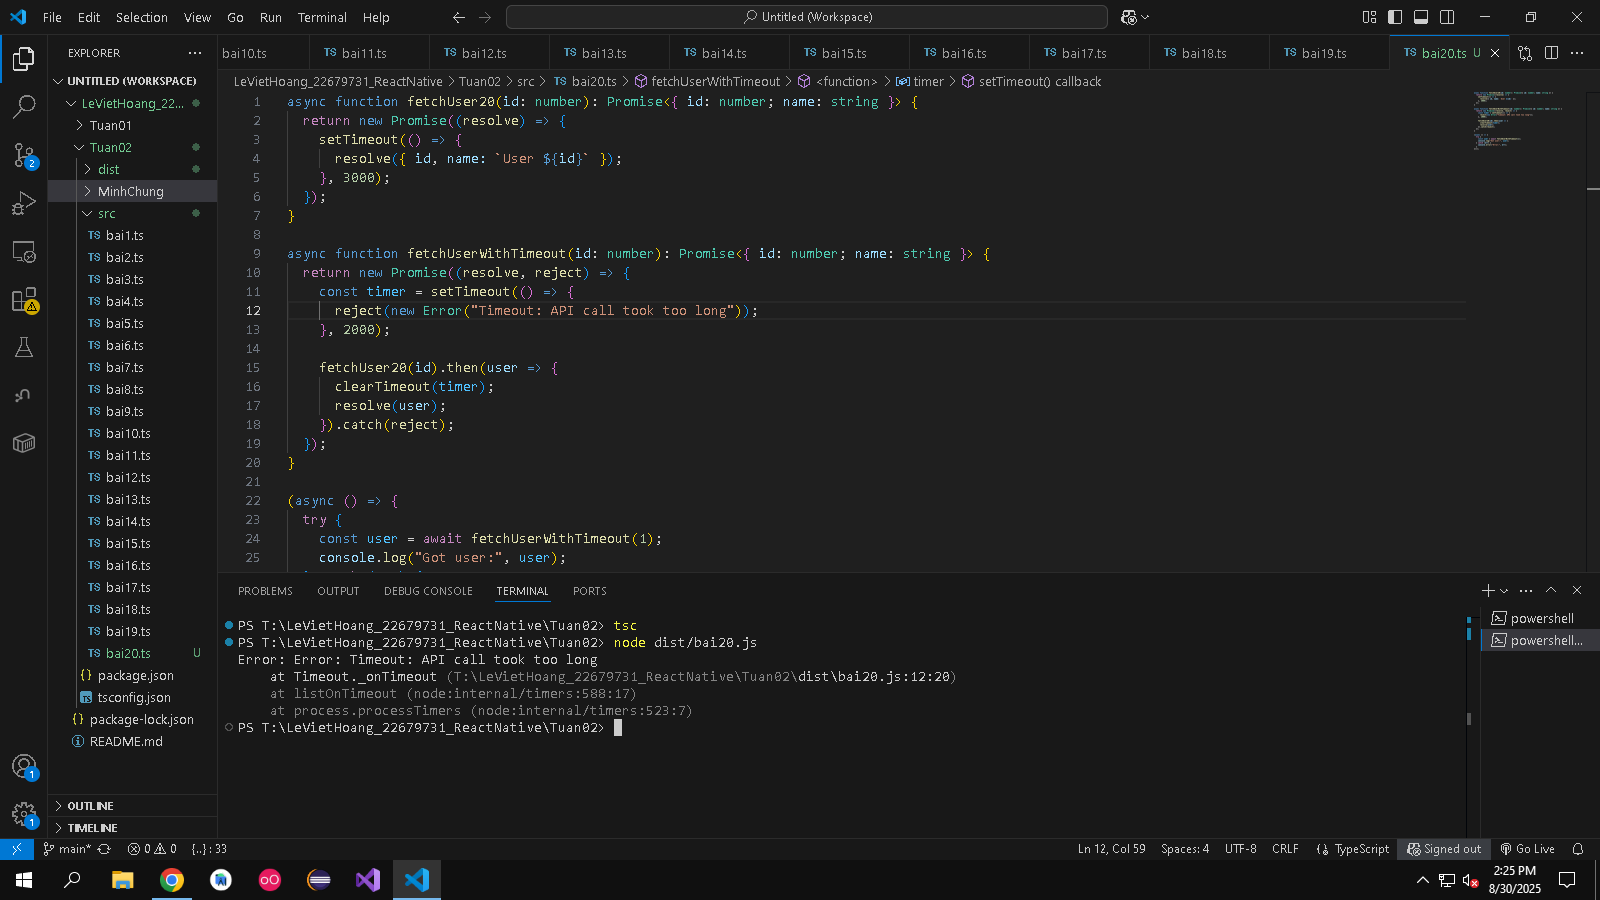 File Edit Selection View Go Run Terminal Help
Untitled (Workspace)
EXPLORER
UNTITLED (WORKSPACE)
LeVietHoang_22...
Tuan01
Tuan02
dist
MinhChung
src
TS bai1.ts
TS bai2.ts
TS bai3.ts
TS bai4.ts
TS bai5.ts
TS bai6.ts
TS bai7.ts
TS bai8.ts
TS bai9.ts
TS bai10.ts
TS bai11.ts
TS bai12.ts
TS bai13.ts
TS bai14.ts
TS bai15.ts
TS bai16.ts
TS bai17.ts
TS bai18.ts
TS bai19.ts
TS bai20.ts U
{} package.json
TS tsconfig.json
{} package-lock.json
README.md
OUTLINE
TIMELINE
2
1
1
bai10.ts TS bai11.ts TS bai12.ts TS bai13.ts TS bai14.ts TS bai15.ts TS bai16.ts TS bai17.ts TS bai18.ts TS bai19.ts TS bai20.ts U
LeVietHoang_22679731_ReactNative > Tuan02 > src > TS bai20.ts > fetchUserWithTimeout > <function> > timer > setTimeout() callback
1 async function fetchUser20(id: number): Promise<{ id: number; name: string }> {
2 return new Promise((resolve) => {
3 setTimeout(() => {
4 resolve({ id, name: `User ${id}` });
5 }, 3000);
6 });
7 }
8
9 async function fetchUserWithTimeout(id: number): Promise<{ id: number; name: string }> {
10 return new Promise((resolve, reject) => {
11 const timer = setTimeout(() => {
12 reject(new Error("Timeout: API call took too long"));
13 }, 2000);
14
15 fetchUser20(id).then(user => {
16 clearTimeout(timer);
17 resolve(user);
18 }).catch(reject);
19 });
20 }
21
22 (async () => {
23 try {
24 const user = await fetchUserWithTimeout(1);
25 console.log("Got user:", user);
PROBLEMS OUTPUT DEBUG CONSOLE TERMINAL PORTS
PS T:\LeVietHoang_22679731_ReactNative\Tuan02> tsc
PS T:\LeVietHoang_22679731_ReactNative\Tuan02> node dist/bai20.js
Error: Error: Timeout: API call took too long
at Timeout._onTimeout (T:\LeVietHoang_22679731_ReactNative\Tuan02\dist\bai20.js:12:20)
at listOnTimeout (node:internal/timers:588:17)
at process.processTimers (node:internal/timers:523:7)
PS T:\LeVietHoang_22679731_ReactNative\Tuan02>
powershell
powershell...
main* 0 0 {..} : 33
Ln 12, Col 59 Spaces: 4 UTF-8 CRLF TypeScript Signed out Go Live
2:25 PM
8/30/2025